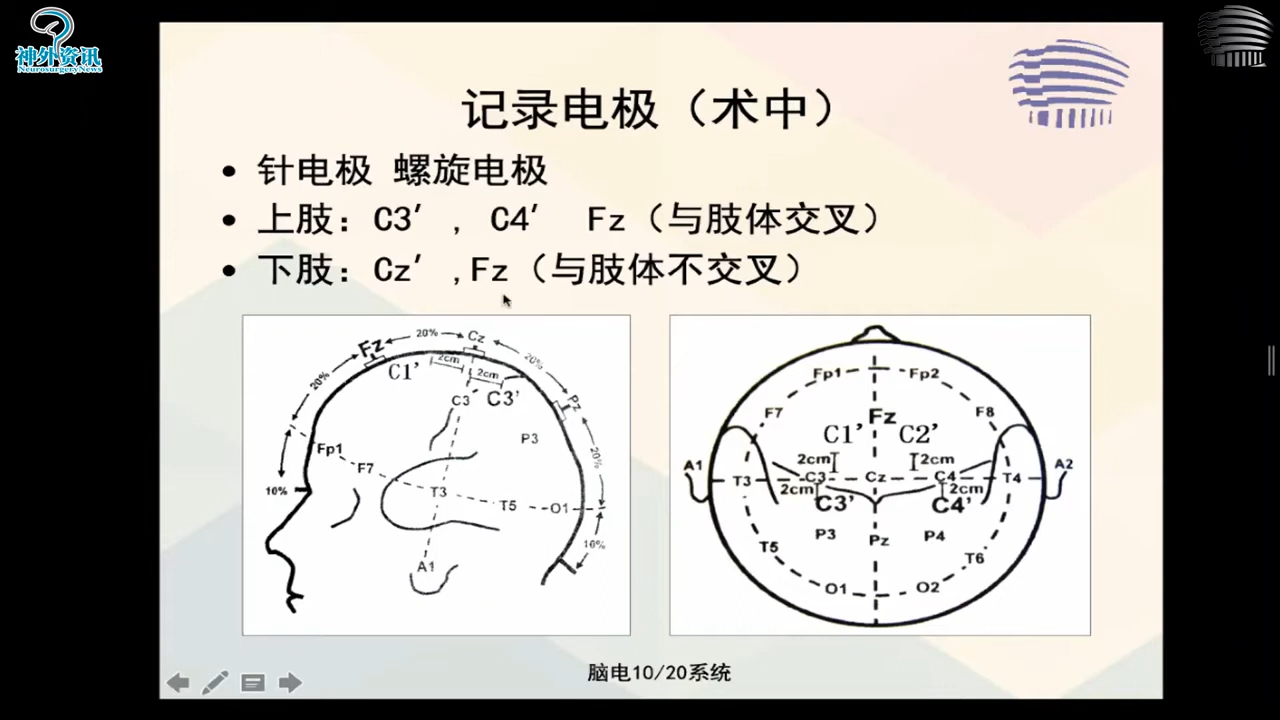 神外资讯
NeurosurgeryNews
记录电极（术中）
• 针电极 螺旋电极
• 上肢：C3′ ，C4′ Fz（与肢体交叉）
• 下肢：Cz′ ,Fz（与肢体不交叉）
20% Cz
Fz
20%
20%
C1' 2cm
2cm
C3' C3'
Pz
Fp1
P3
F7
20%
10%
T3
T5
O1
10%
A1
Fp1 Fp2
F7 Fz F8
C1' C2'
2cm 2cm
A1 T3 C3 Cz C4 T4 A2
2cm 2cm
C3' C4'
P3 Pz P4
T5 T6
O1 O2
脑电10/20系统